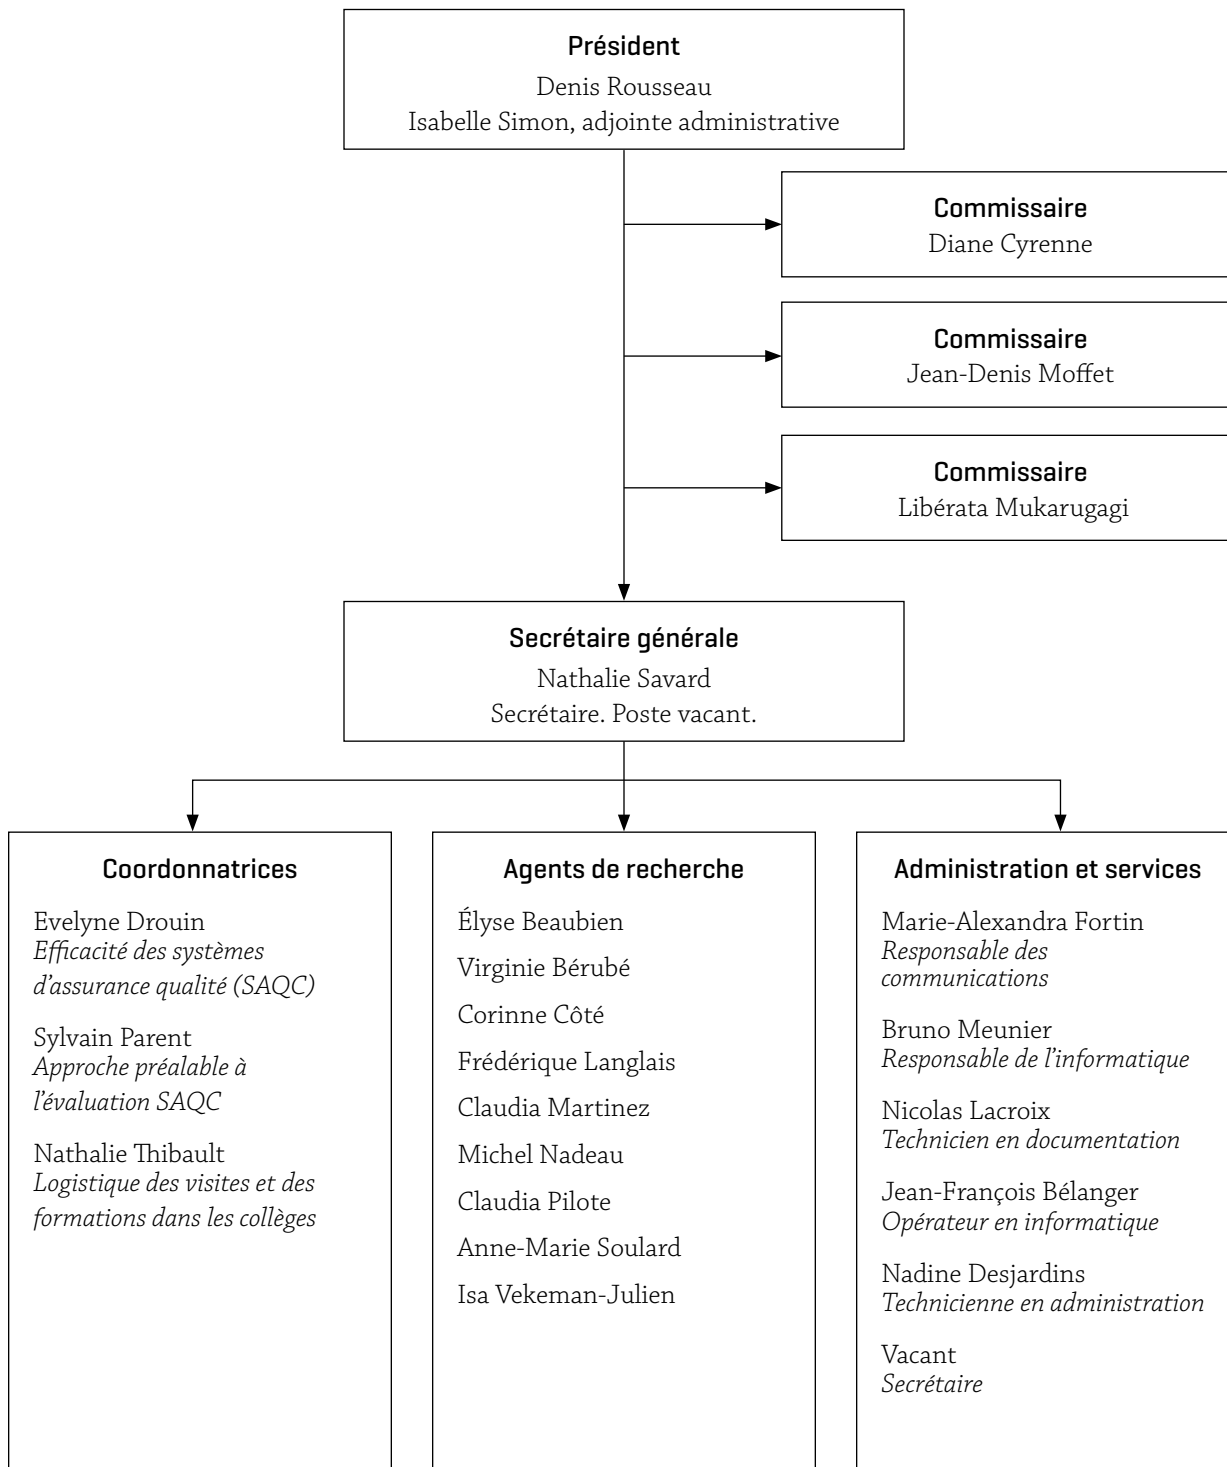 Président
Denis Rousseau
Isabelle Simon, adjointe administrative
Commissaire
Diane Cyrenne
Commissaire
Jean-Denis Moffet
Commissaire
Libérata Mukarugagi
Secrétaire générale
Nathalie Savard
Secrétaire. Poste vacant.
Coordonnatrices
Evelyne Drouin
Efficacité des systèmes
d'assurance qualité (SAQC)
Sylvain Parent
Approche préalable à
l'évaluation SAQC
Nathalie Thibault
Logistique des visites et des
formations dans les collèges
Agents de recherche
Élyse Beaubien
Virginie Bérubé
Corinne Côté
Frédérique Langlais
Claudia Martinez
Michel Nadeau
Claudia Pilote
Anne-Marie Soulard
Isa Vekeman-Julien
Administration et services
Marie-Alexandra Fortin
Responsable des
communications
Bruno Meunier
Responsable de l'informatique
Nicolas Lacroix
Technicien en documentation
Jean-François Bélanger
Opérateur en informatique
Nadine Desjardins
Technicienne en administration
Vacant
Secrétaire